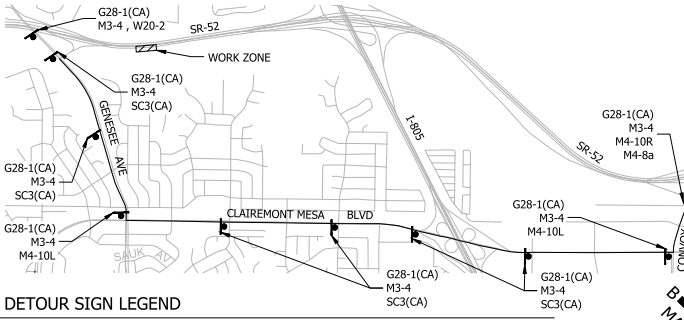 G28-1(CA)
M3-4 , W20-2
SR-52
WORK ZONE
G28-1(CA)
M3-4
SC3(CA)
GENESEE AVE
I-805
G28-1(CA)
M3-4
M4-10R
M4-8a
SR-52
G28-1(CA)
M3-4
SC3(CA)
G28-1(CA)
M3-4
M4-10L
CLAIREMONT MESA BLVD
G28-1(CA)
M3-4
M4-10L
SAUK AV
CONVOY
G28-1(CA)
M3-4
SC3(CA)
G28-1(CA)
M3-4
SC3(CA)
B
DETOUR SIGN LEGEND